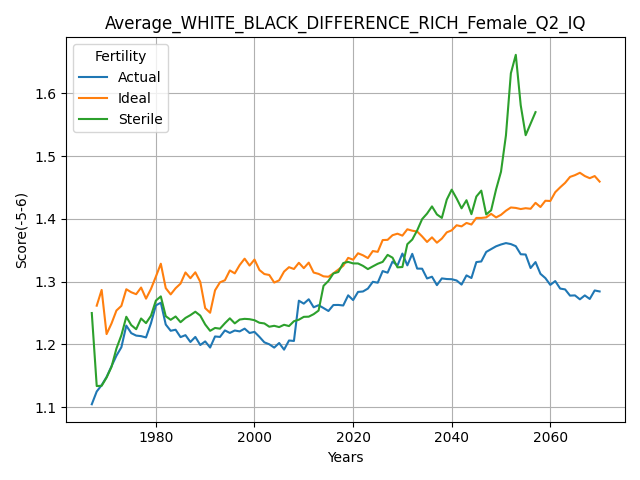 Average_WHITE_BLACK_DIFFERENCE_RICH_Female_Q2_IQ
Fertility
Actual
Ideal
Sterile
Score(-5-6)
1.6
1.5
1.4
1.3
1.2
1.1
1980
2000
2020
2040
2060
Years